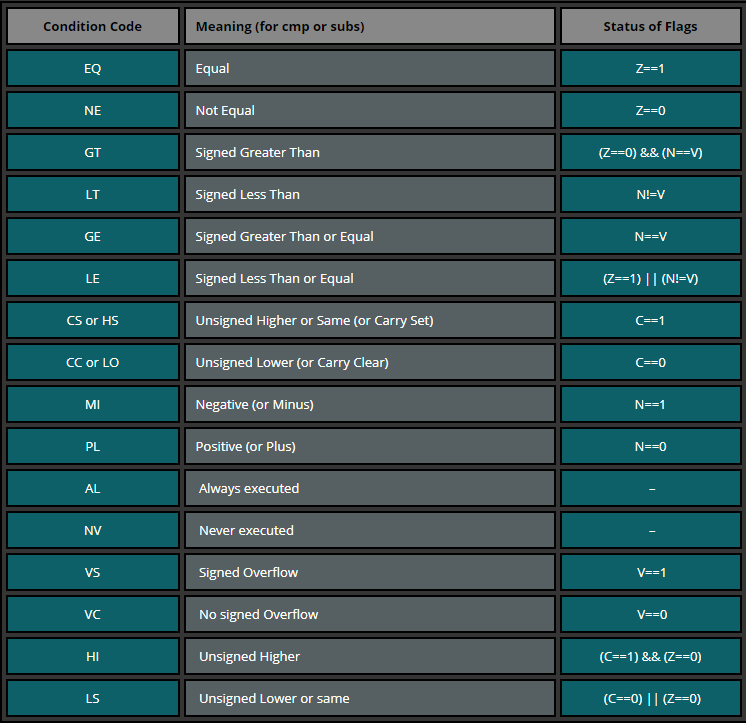 Condition Code Meaning (for cmp or subs) Status of Flags
EQ Equal Z==1
NE Not Equal Z==0
GT Signed Greater Than (Z==0) && (N==V)
LT Signed Less Than N!=V
GE Signed Greater Than or Equal N==V
LE Signed Less Than or Equal (Z==1) || (N!=V)
CS or HS Unsigned Higher or Same (or Carry Set) C==1
CC or LO Unsigned Lower (or Carry Clear) C==0
MI Negative (or Minus) N==1
PL Positive (or Plus) N==0
AL Always executed –
NV Never executed –
VS Signed Overflow V==1
VC No signed Overflow V==0
HI Unsigned Higher (C==1) && (Z==0)
LS Unsigned Lower or same (C==0) || (Z==0)